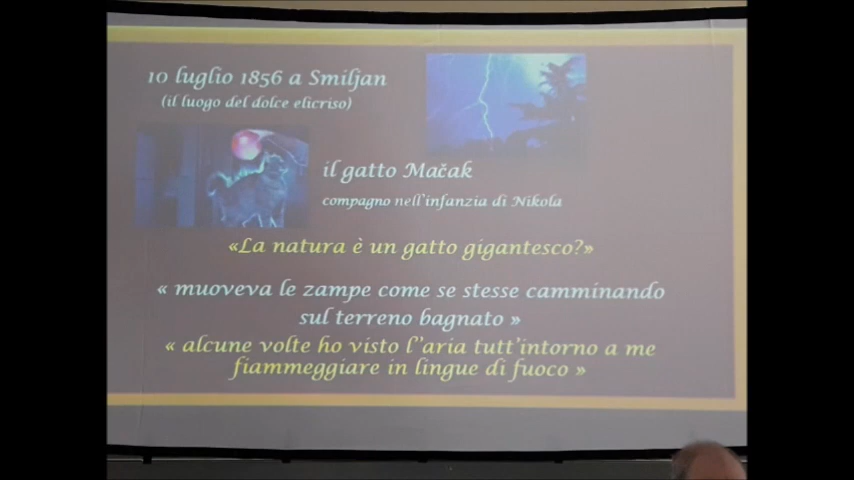 10 luglio 1856 a Smiljan
(il luogo del dolce elicriso)
il gatto Mačak
compagno nell'infanzia di Nikola
«La natura è un gatto gigantesco?»
« muoveva le zampe come se stesse camminando
sul terreno bagnato »
« alcune volte ho visto l'aria tutt'intorno a me
fiammeggiare in lingue di fuoco »